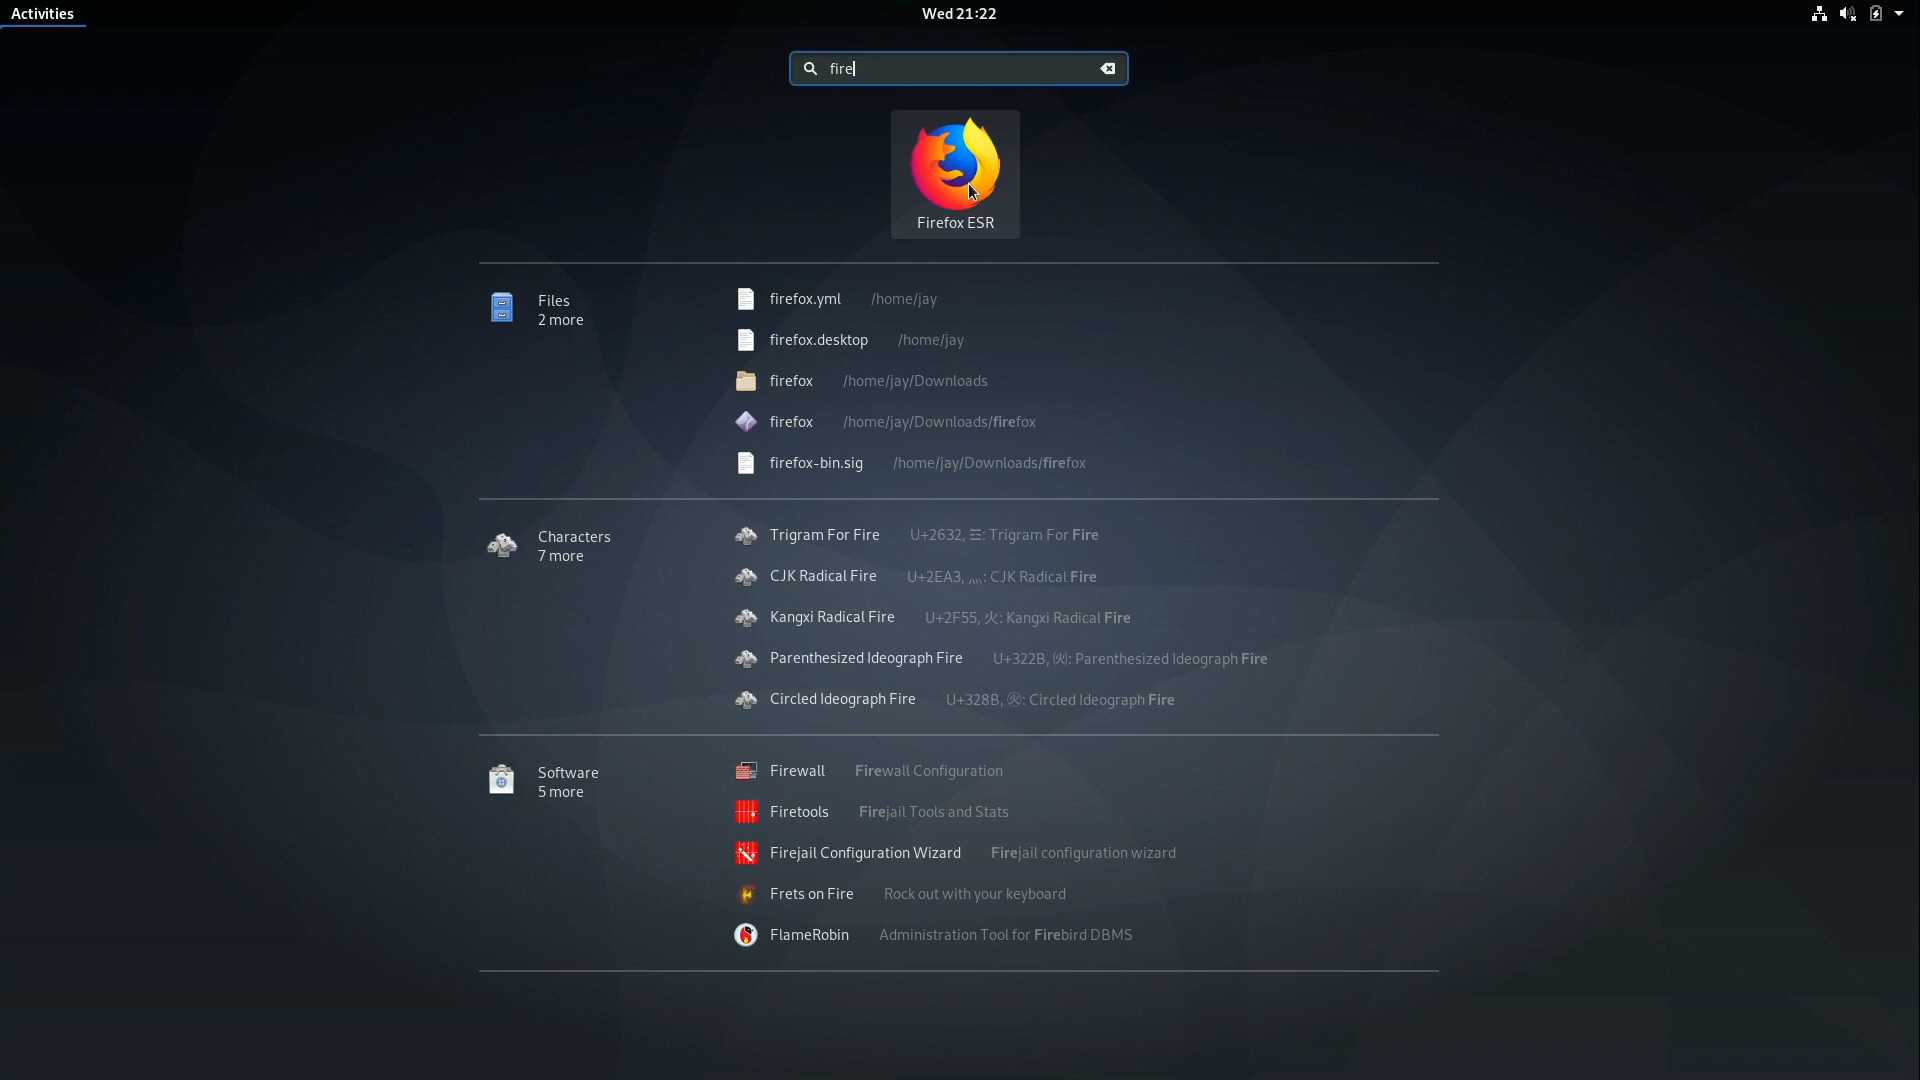 Activities
Wed 21:22
fire
Firefox ESR
Files
2 more
firefox.yml /home/jay
firefox.desktop /home/jay
firefox /home/jay/Downloads
firefox /home/jay/Downloads/firefox
firefox-bin.sig /home/jay/Downloads/firefox
Characters
7 more
Trigram For Fire U+2632, ☲: Trigram For Fire
CJK Radical Fire U+2EA3, ⺣: CJK Radical Fire
Kangxi Radical Fire U+2F55, ⽕: Kangxi Radical Fire
Parenthesized Ideograph Fire U+322B, ㈫: Parenthesized Ideograph Fire
Circled Ideograph Fire U+328B, ㊋: Circled Ideograph Fire
Software
5 more
Firewall Firewall Configuration
Firetools Firejail Tools and Stats
Firejail Configuration Wizard Firejail configuration wizard
Frets on Fire Rock out with your keyboard
FlameRobin Administration Tool for Firebird DBMS